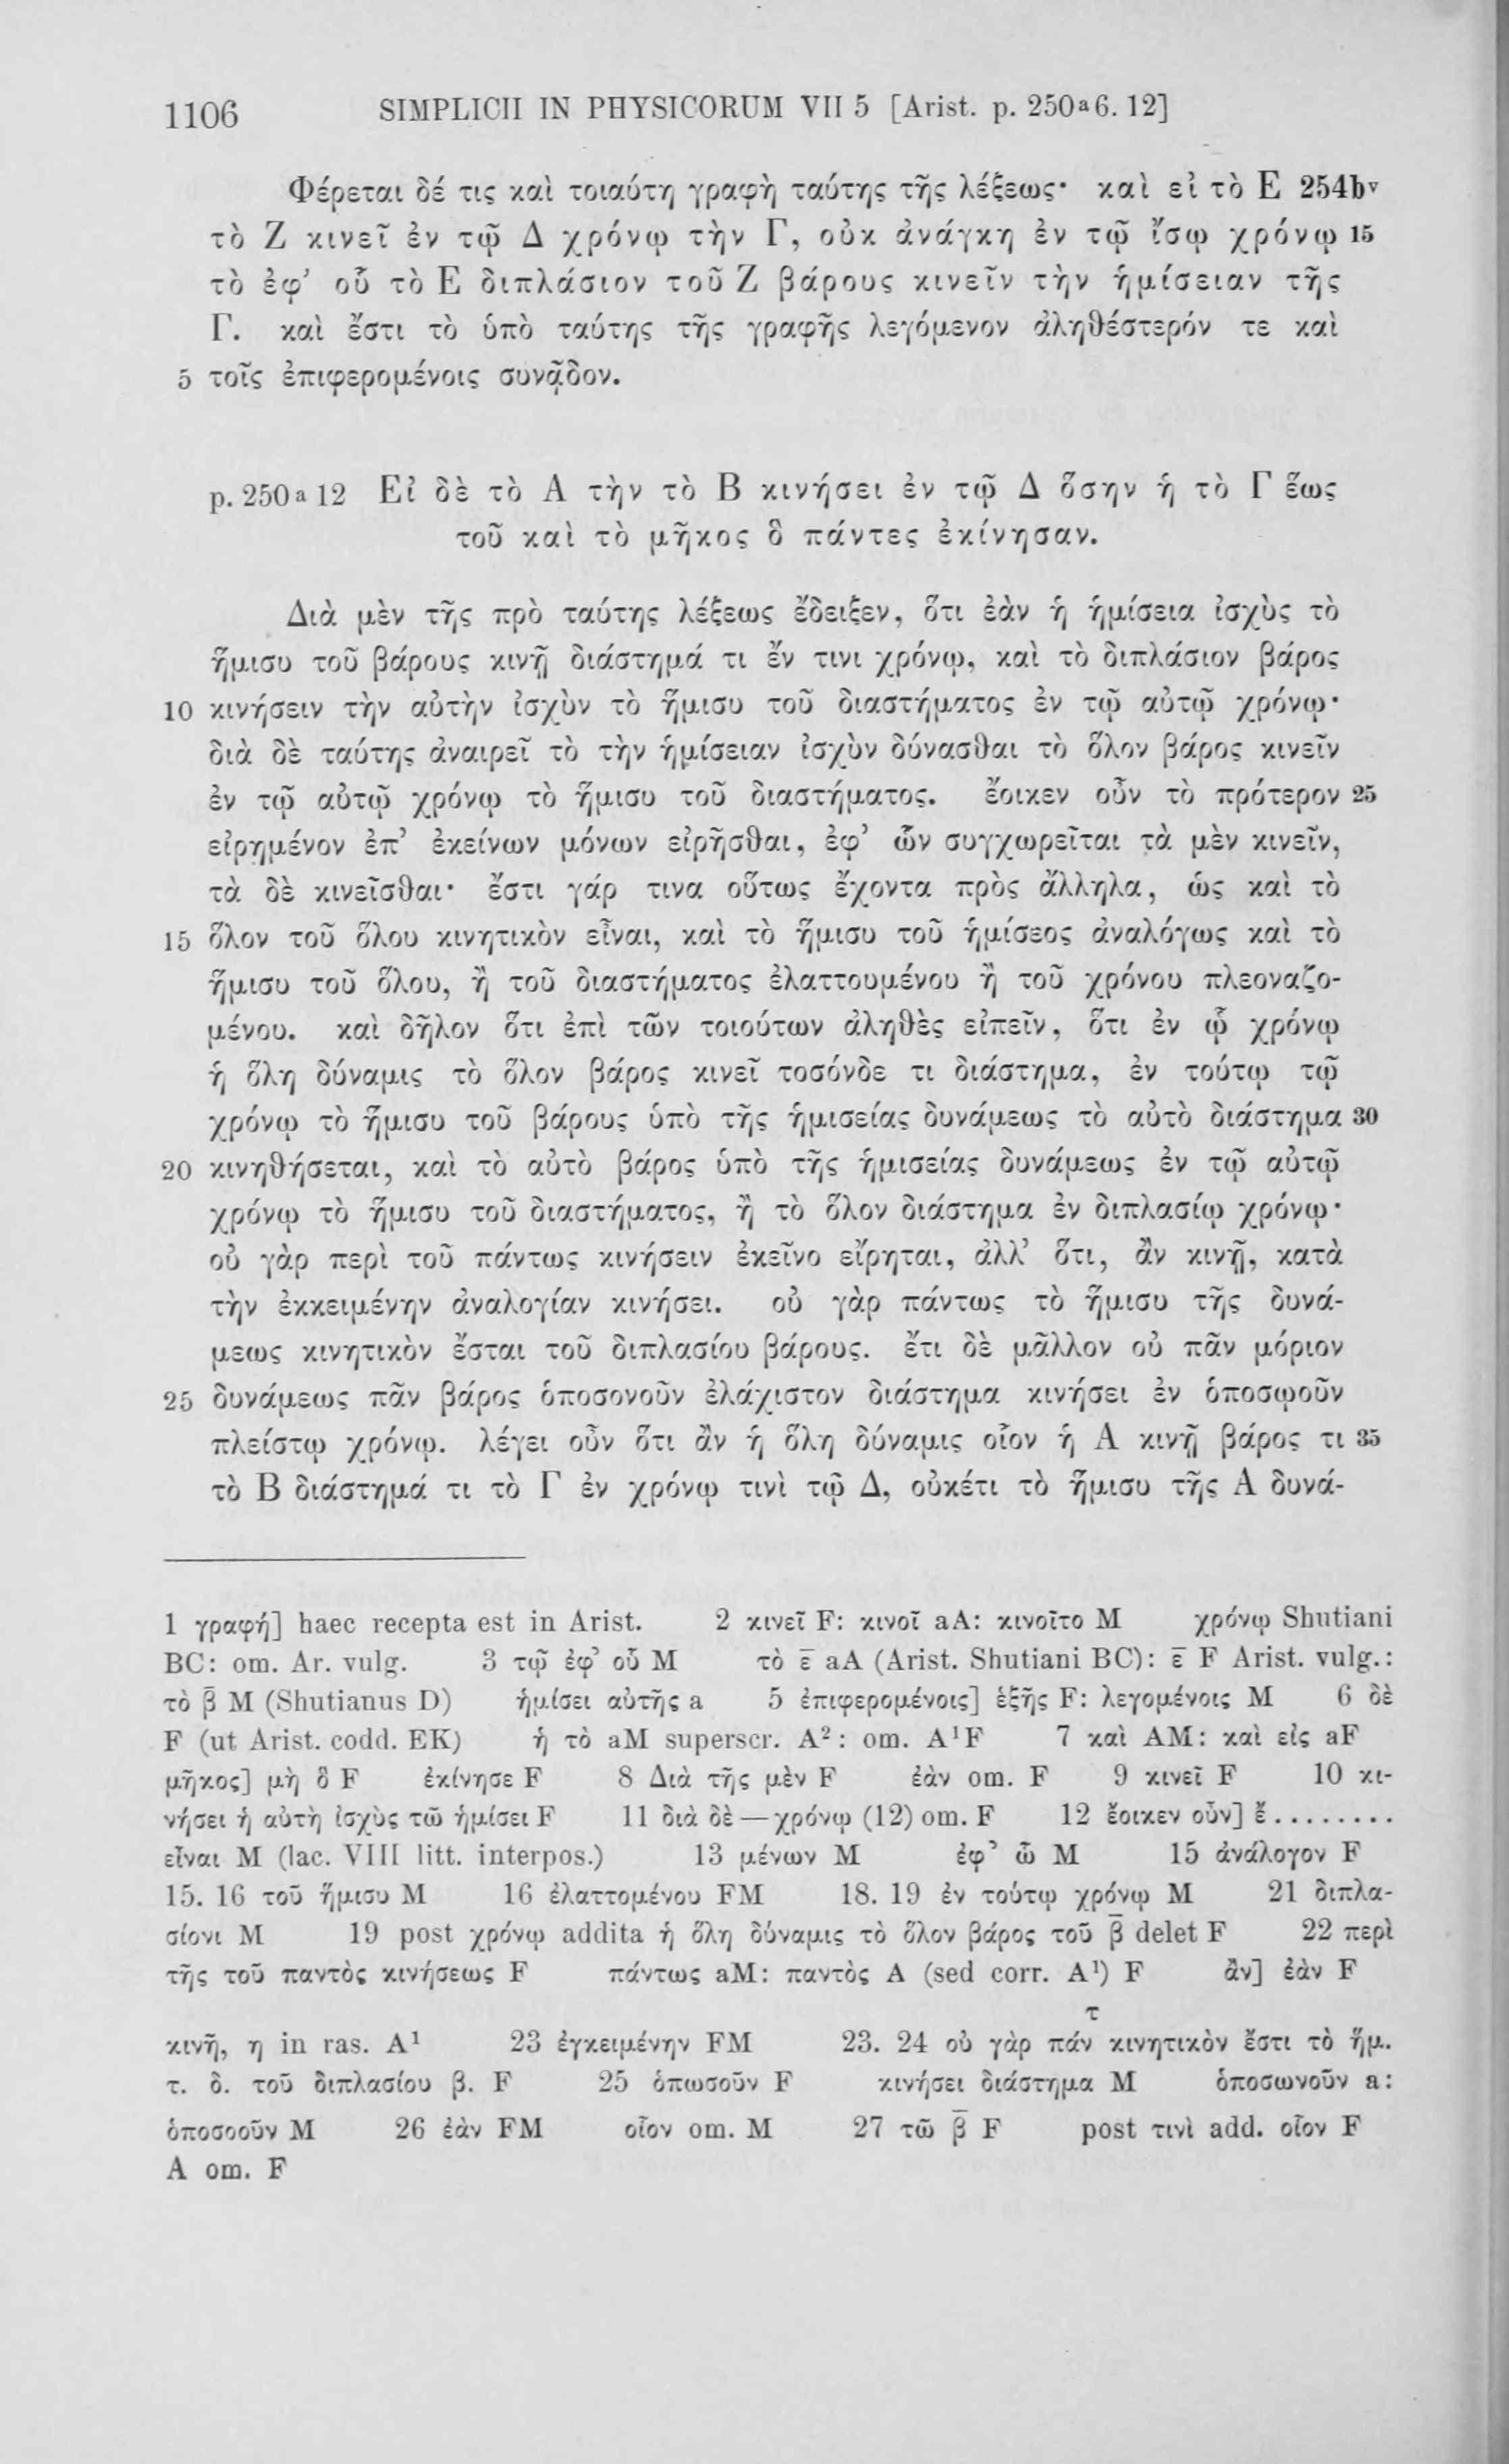 1106 SIMPLICII IN PHYSICORUM VII 5 [Arist. p. 250ᵃ6. 12]
Φέρεται δέ τις καὶ τοιαύτη γραφὴ ταύτης τῆς λέξεως· καὶ εἰ τὸ Ε 254bᵛ
τὸ Ζ κινεῖ ἐν τῷ Δ χρόνῳ τὴν Γ, οὐκ ἀνάγκη ἐν τῷ ἴσῳ χρόνῳ 15
τὸ ἐφ’ οὗ τὸ Ε διπλάσιον τοῦ Ζ βάρους κινεῖν τὴν ἡμίσειαν τῆς
Γ. καὶ ἔστι τὸ ὑπὸ ταύτης τῆς γραφῆς λεγόμενον ἀληθέστερόν τε καὶ
5 τοῖς ἐπιφερομένοις συνᾷδον.
p. 250ᵃ12 Εἰ δὲ τὸ Α τὴν τὸ Β κινήσει ἐν τῷ Δ ὅσην ἡ τὸ Γ ἕως
τοῦ καὶ τὸ μῆκος ὃ πάντες ἐκίνησαν.
Διὰ μὲν τῆς πρὸ ταύτης λέξεως ἔδειξεν, ὅτι ἐὰν ἡ ἡμίσεια ἰσχὺς τὸ
ἥμισυ τοῦ βάρους κινῇ διάστημά τι ἔν τινι χρόνῳ, καὶ τὸ διπλάσιον βάρος
10 κινήσειν τὴν αὐτὴν ἰσχὺν τὸ ἥμισυ τοῦ διαστήματος ἐν τῷ αὐτῷ χρόνῳ·
διὰ δὲ ταύτης ἀναιρεῖ τὸ τὴν ἡμίσειαν ἰσχὺν δύνασθαι τὸ ὅλον βάρος κινεῖν
ἐν τῷ αὐτῷ χρόνῳ τὸ ἥμισυ τοῦ διαστήματος. ἔοικεν οὖν τὸ πρότερον 25
εἰρημένον ἐπ’ ἐκείνων μόνων εἰρῆσθαι, ἐφ’ ὧν συγχωρεῖται τὰ μὲν κινεῖν,
τὰ δὲ κινεῖσθαι· ἔστι γάρ τινα οὕτως ἔχοντα πρὸς ἄλληλα, ὡς καὶ τὸ
15 ὅλον τοῦ ὅλου κινητικὸν εἶναι, καὶ τὸ ἥμισυ τοῦ ἡμίσεος ἀναλόγως καὶ τὸ
ἥμισυ τοῦ ὅλου, ἢ τοῦ διαστήματος ἐλαττουμένου ἢ τοῦ χρόνου πλεοναζο-
μένου. καὶ δῆλον ὅτι ἐπὶ τῶν τοιούτων ἀληθὲς εἰπεῖν, ὅτι ἐν ᾧ χρόνῳ
ἡ ὅλη δύναμις τὸ ὅλον βάρος κινεῖ τοσόνδε τι διάστημα, ἐν τούτῳ τῷ
χρόνῳ τὸ ἥμισυ τοῦ βάρους ὑπὸ τῆς ἡμισείας δυνάμεως τὸ αὐτὸ διάστημα 30
20 κινηθήσεται, καὶ τὸ αὐτὸ βάρος ὑπὸ τῆς ἡμισείας δυνάμεως ἐν τῷ αὐτῷ
χρόνῳ τὸ ἥμισυ τοῦ διαστήματος, ἢ τὸ ὅλον διάστημα ἐν διπλασίῳ χρόνῳ·
οὐ γὰρ περὶ τοῦ πάντως κινήσειν ἐκεῖνο εἴρηται, ἀλλ’ ὅτι, ἂν κινῇ, κατὰ
τὴν ἐκκειμένην ἀναλογίαν κινήσει. οὐ γὰρ πάντως τὸ ἥμισυ τῆς δυνά-
μεως κινητικὸν ἔσται τοῦ διπλασίου βάρους. ἔτι δὲ μᾶλλον οὐ πᾶν μόριον
25 δυνάμεως πᾶν βάρος ὁποσονοῦν ἐλάχιστον διάστημα κινήσει ἐν ὁποσῳοῦν
πλείστῳ χρόνῳ. λέγει οὖν ὅτι ἂν ἡ ὅλη δύναμις οἷον ἡ Α κινῇ βάρος τι 35
τὸ Β διάστημά τι τὸ Γ ἐν χρόνῳ τινὶ τῷ Δ, οὐκέτι τὸ ἥμισυ τῆς Α δυνά-
1 γραφή] haec recepta est in Arist. 2 κινεῖ F: κινοῖ aA: κινοῖτο M χρόνῳ Shutiani
BC: om. Ar. vulg. 3 τῷ ἐφ’ οὗ M τὸ ε̄ aA (Arist. Shutiani BC): ε̄ F Arist. vulg.:
τὸ β̄ M (Shutianus D) ἡμίσει αὐτῆς a 5 ἐπιφερομένοις] ἑξῆς F: λεγομένοις M 6 δὲ
F (ut Arist. codd. EK) ἡ τὸ aM superscr. A²: om. A¹F 7 καὶ AM: καὶ εἰς aF
μῆκος] μὴ ὃ F ἐκίνησε F 8 Διὰ τῆς μὲν F ἐὰν om. F 9 κινεῖ F 10 κι-
νήσει ἡ αὐτὴ ἰσχὺς τῶ ἡμίσει F 11 διὰ δὲ — χρόνῳ (12) om. F 12 ἔοικεν οὖν] ἔ........
εἶναι M (lac. VIII litt. interpos.) 13 μένων M ἐφ’ ὧ M 15 ἀνάλογον F
15. 16 τοῦ ἥμισυ M 16 ἐλαττομένου FM 18. 19 ἐν τούτῳ χρόνῳ M 21 διπλα-
σίονι M 19 post χρόνῳ addita ἡ ὅλη δύναμις τὸ ὅλον βάρος τοῦ β̄ delet F 22 περὶ
τῆς τοῦ παντὸς κινήσεως F πάντως aM: παντὸς A (sed corr. A¹) F ἂν] ἐὰν F
τ
κινῆ, η in ras. A¹ 23 ἐγκειμένην FM 23. 24 οὐ γὰρ πάν κινητικὸν ἔστι τὸ ἥμ.
τ. δ. τοῦ διπλασίου β. F 25 ὁπωσοῦν F κινήσει διάστημα M ὁποσωνοῦν a:
ὁποσοοῦν M 26 ἐὰν FM οἷον om. M 27 τῶ β̄ F post τινὶ add. οἷον F
A om. F